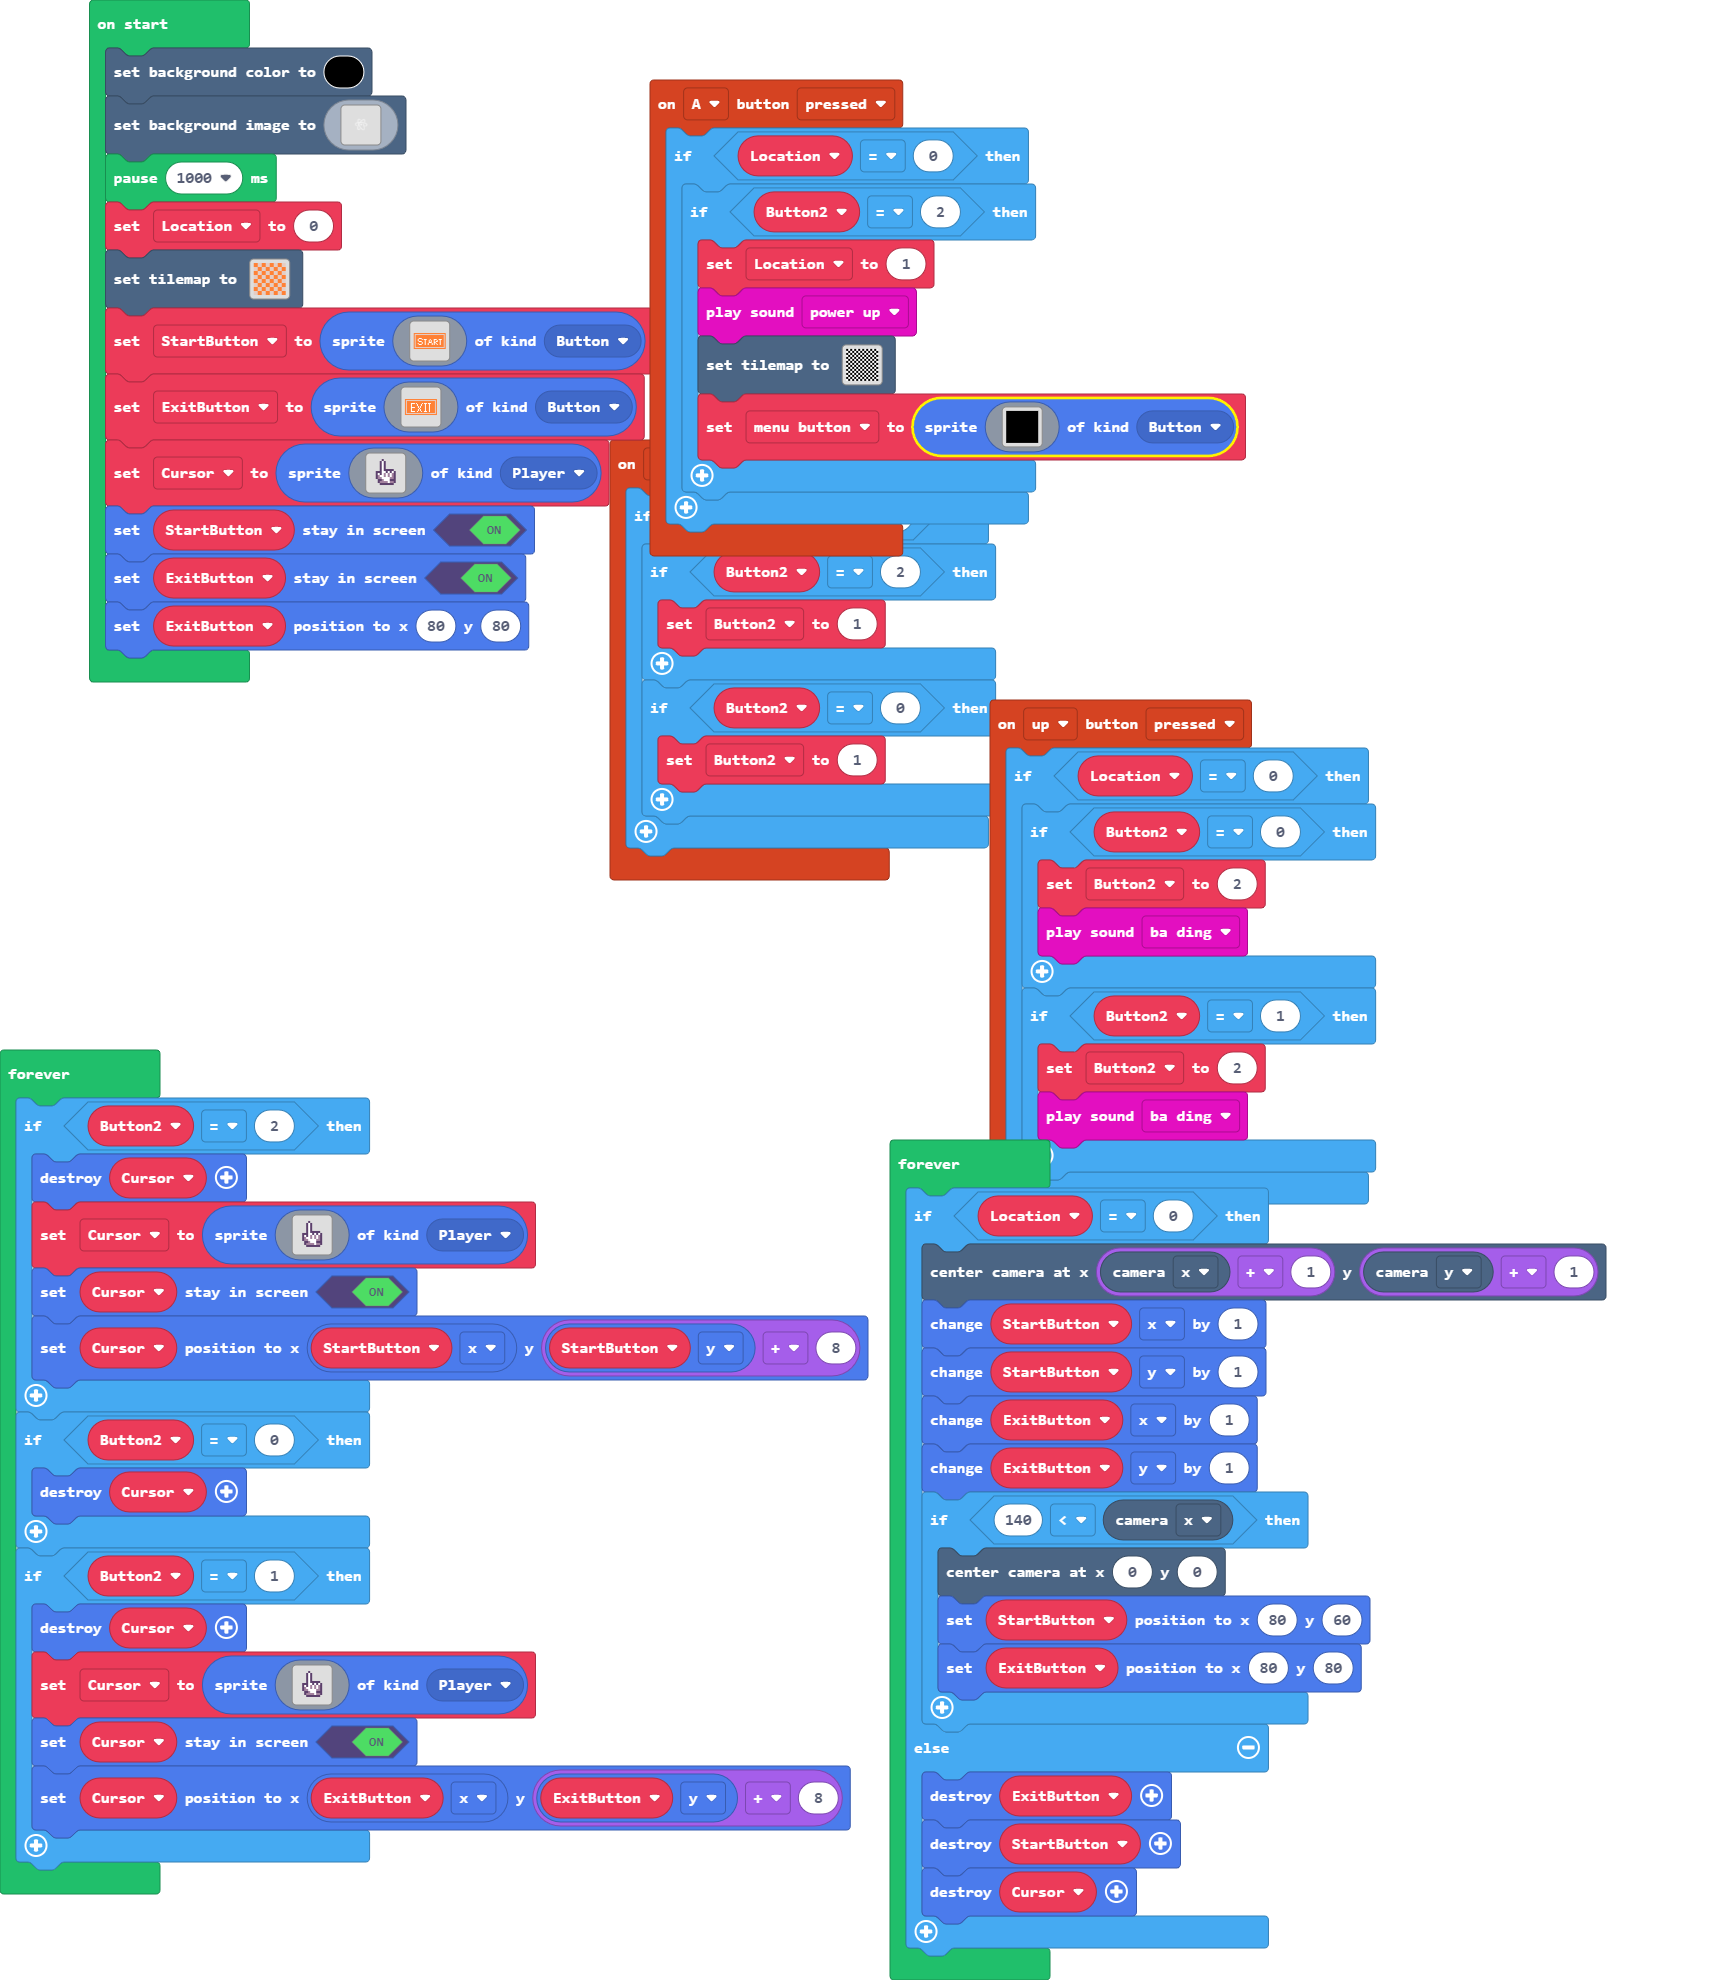 on start
set background color to
set background image to
pause 1000 ms
set Location to 0
set tilemap to
set StartButton to sprite START of kind Button
set ExitButton to sprite EXIT of kind Button
set Cursor to sprite of kind Player
set StartButton stay in screen ON
set ExitButton stay in screen ON
set ExitButton position to x 80 y 80
on A button pressed
if Location = 0 then
if Button2 = 2 then
set Location to 1
play sound power up
set tilemap to
set menu button to sprite of kind Button
on
if
if Button2 = 2 then
set Button2 to 1
if Button2 = 0 then
set Button2 to 1
on up button pressed
if Location = 0 then
if Button2 = 0 then
set Button2 to 2
play sound ba ding
if Button2 = 1 then
set Button2 to 2
play sound ba ding
forever
if Button2 = 2 then
destroy Cursor
set Cursor to sprite of kind Player
set Cursor stay in screen ON
set Cursor position to x StartButton x y StartButton y + 8
if Button2 = 0 then
destroy Cursor
if Button2 = 1 then
destroy Cursor
set Cursor to sprite of kind Player
set Cursor stay in screen ON
set Cursor position to x ExitButton x y ExitButton y + 8
forever
if Location = 0 then
center camera at x camera x + 1 y camera y + 1
change StartButton x by 1
change StartButton y by 1
change ExitButton x by 1
change ExitButton y by 1
if 140 < camera x then
center camera at x 0 y 0
set StartButton position to x 80 y 60
set ExitButton position to x 80 y 80
else
destroy ExitButton
destroy StartButton
destroy Cursor